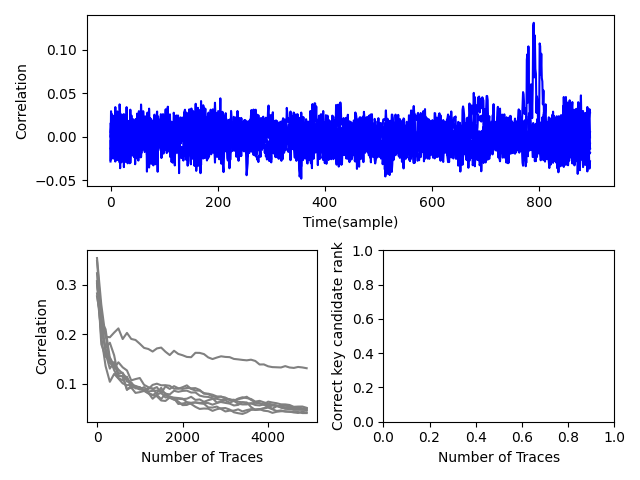 Correlation
0.10
0.05
0.00
−0.05
0 200 400 600 800
Time(sample)
Correlation
0.3
0.2
0.1
0 2000 4000
Number of Traces
Correct key candidate rank
1.0
0.8
0.6
0.4
0.2
0.0
0.0 0.2 0.4 0.6 0.8 1.0
Number of Traces